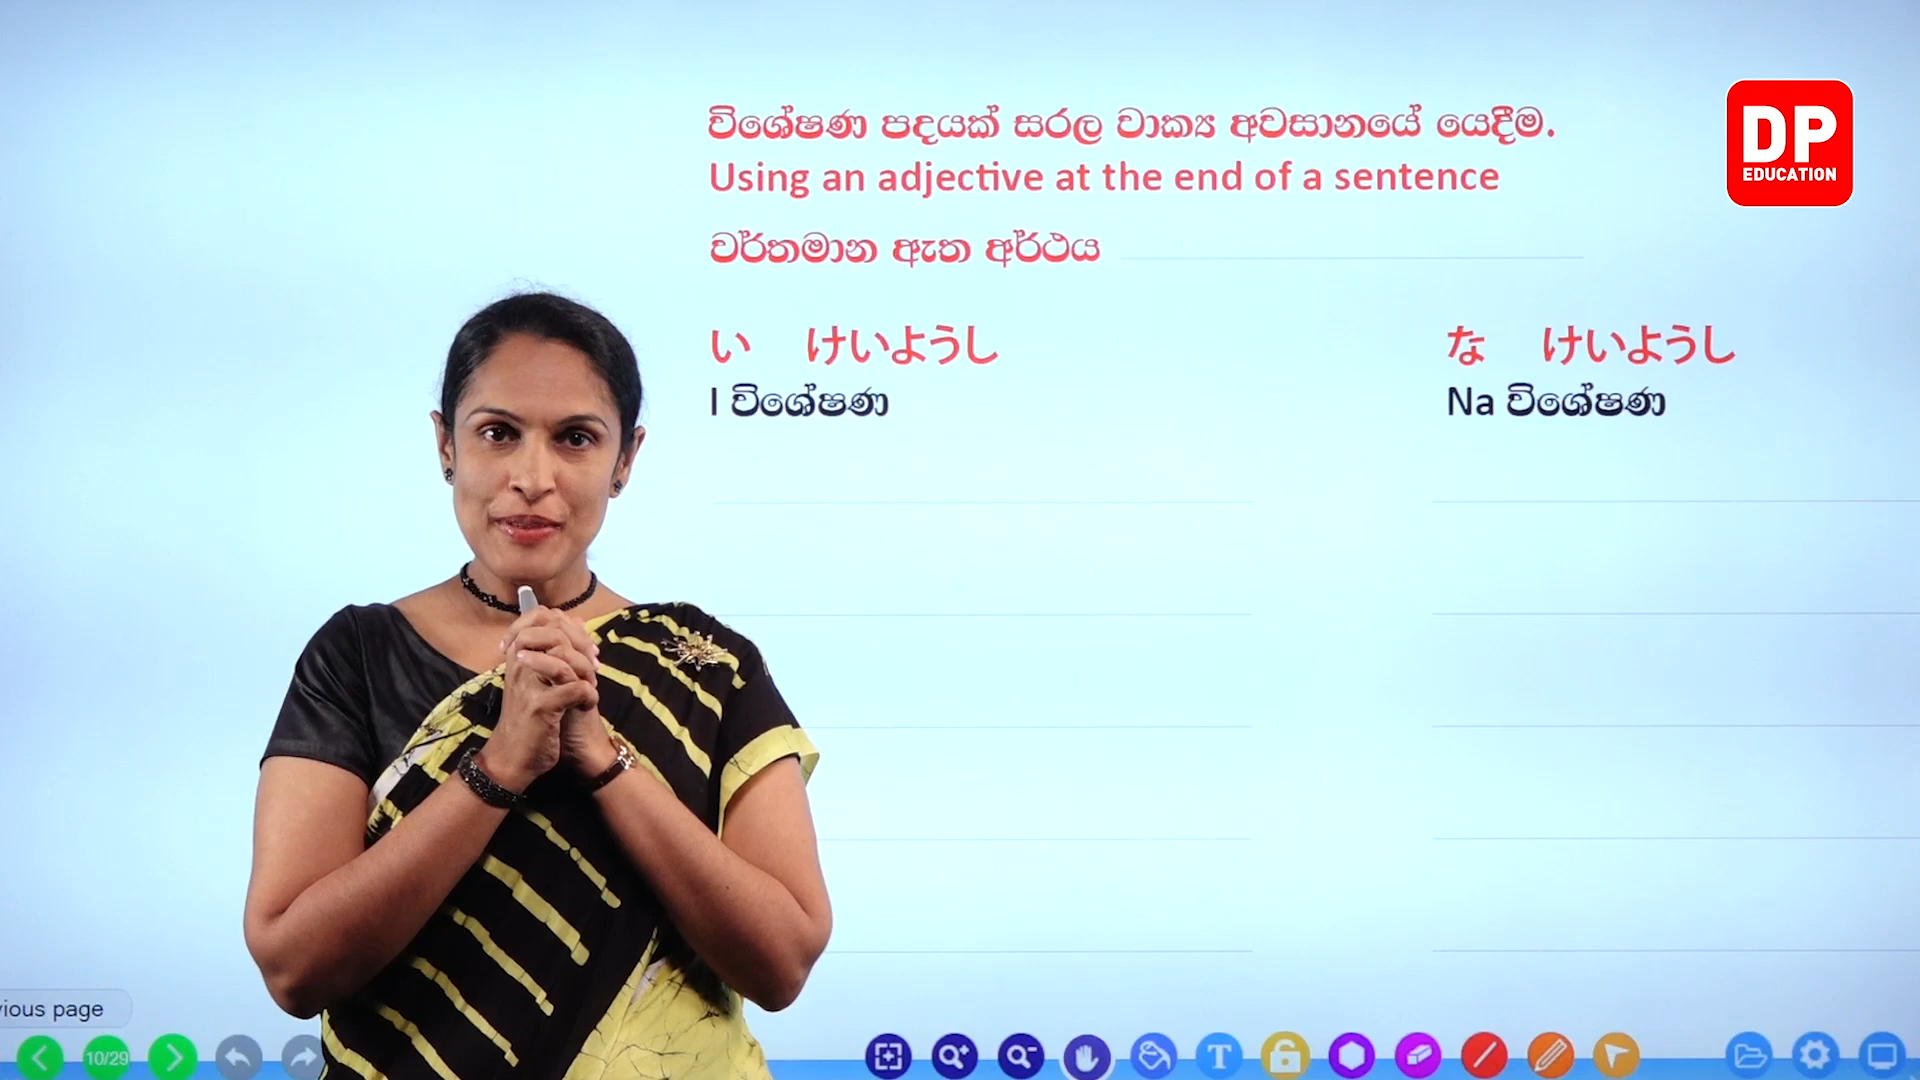 විශේෂණ පදයක් සරල වාක්‍ය අවසානයේ යෙදීම.
Using an adjective at the end of a sentence
වර්තමාන ඇත අර්ථය
い けいようし
な けいようし
I විශේෂණ
Na විශේෂණ
DP
EDUCATION
vious page
10/29
T